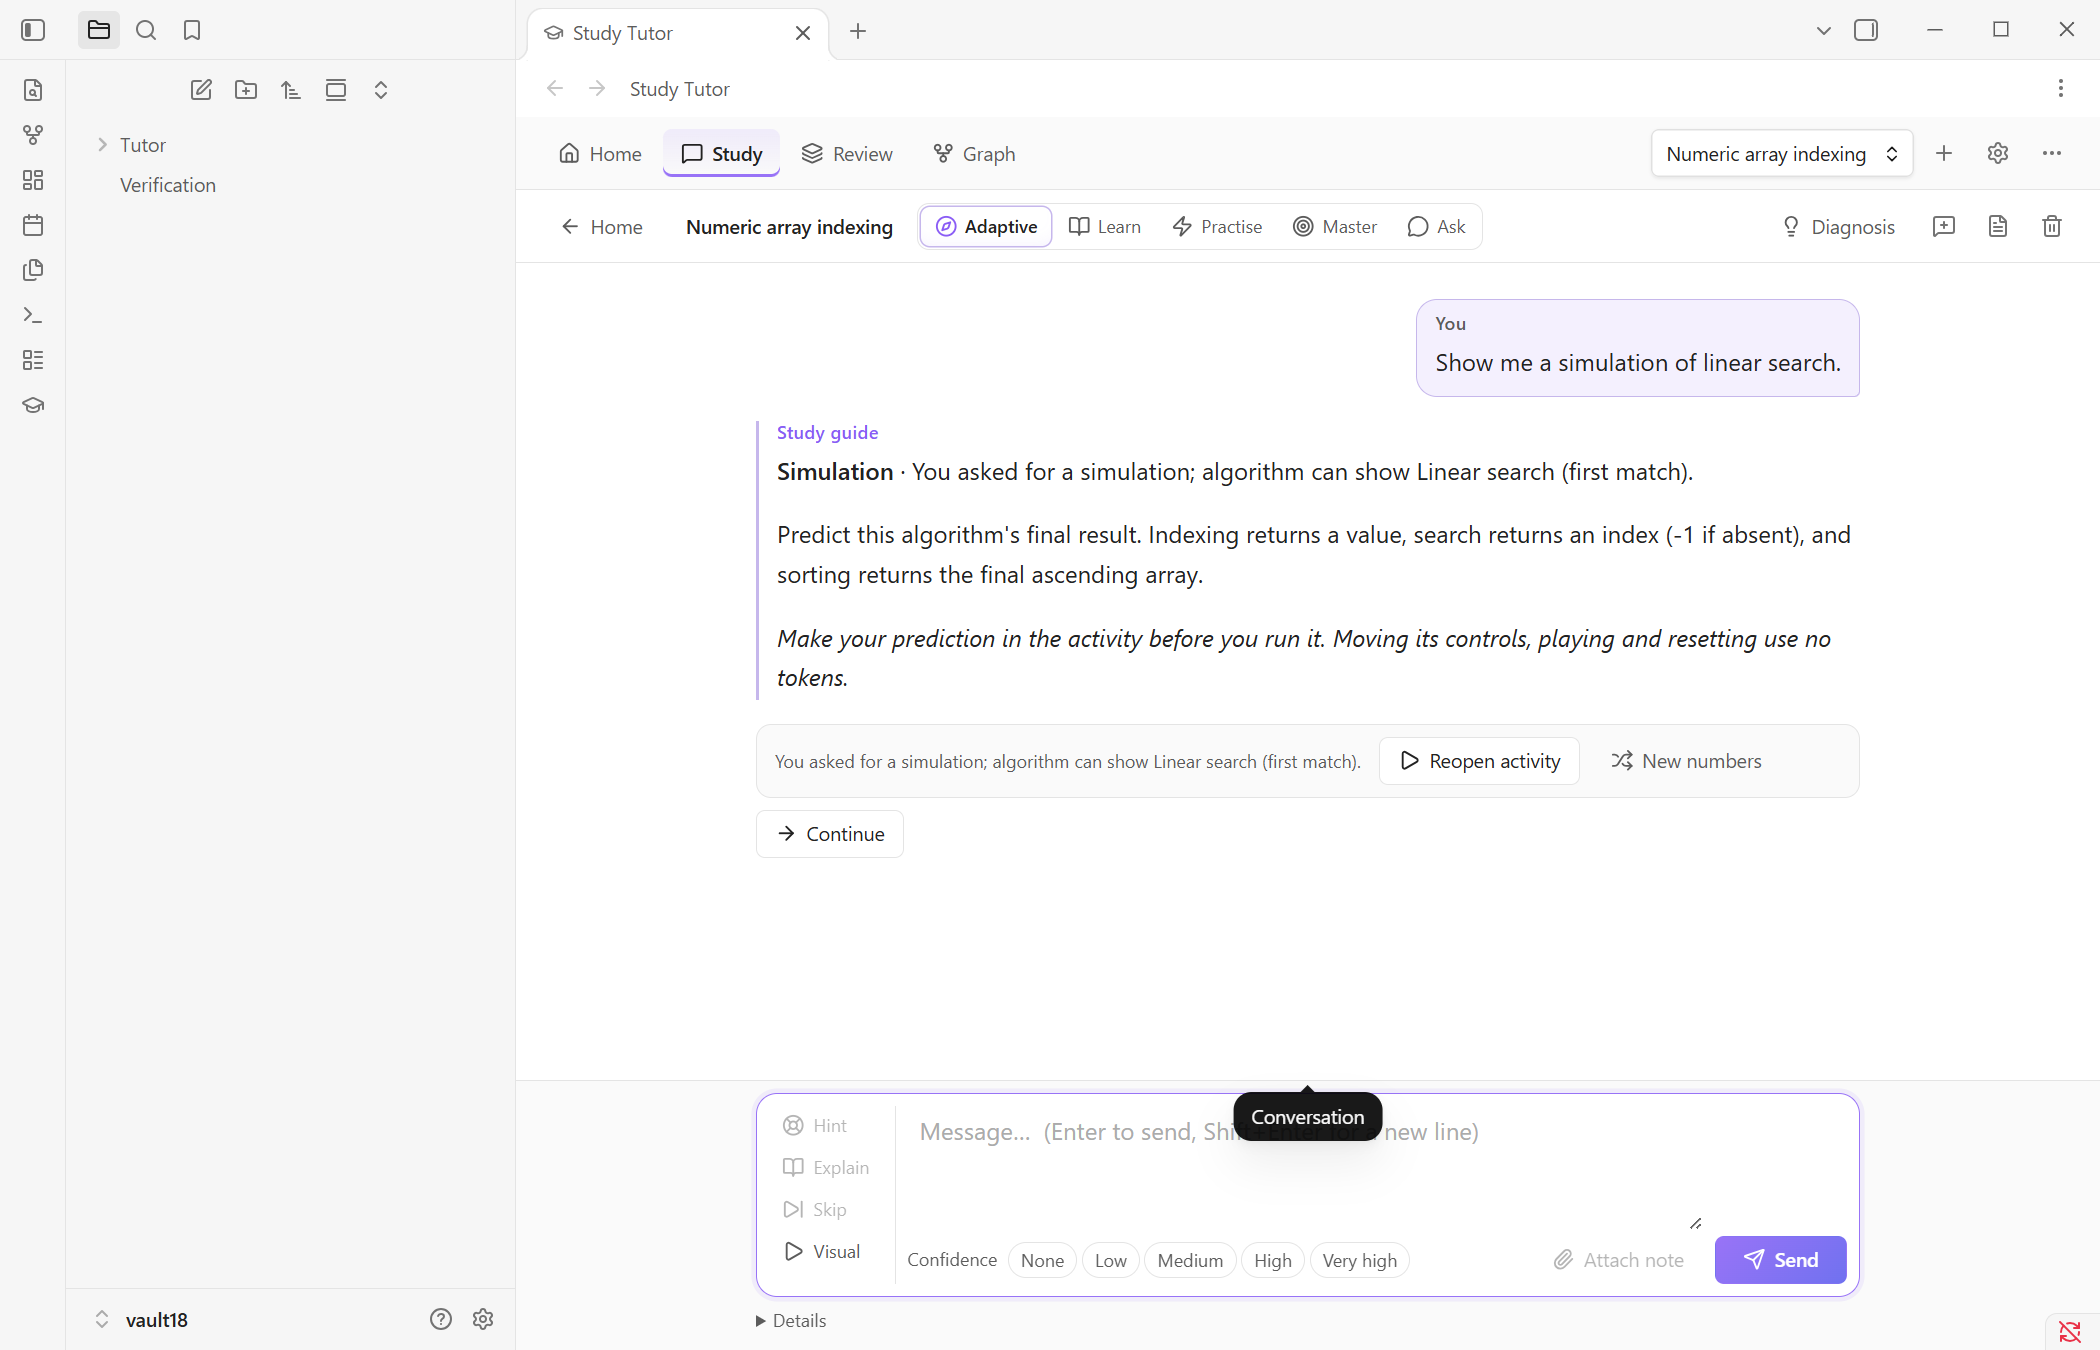 Study Tutor
Study Tutor
Tutor
Verification
Home
Study
Review
Graph
Numeric array indexing
Home
Numeric array indexing
Adaptive
Learn
Practise
Master
Ask
Diagnosis
You
Show me a simulation of linear search.
Study guide
Simulation · You asked for a simulation; algorithm can show Linear search (first match).
Predict this algorithm's final result. Indexing returns a value, search returns an index (-1 if absent), and
sorting returns the final ascending array.
Make your prediction in the activity before you run it. Moving its controls, playing and resetting use no
tokens.
You asked for a simulation; algorithm can show Linear search (first match).
Reopen activity
New numbers
Continue
Conversation
Hint
Explain
Skip
Visual
Message... (Enter to send, new line)
Confidence
None
Low
Medium
High
Very high
Attach note
Send
Details
vault18